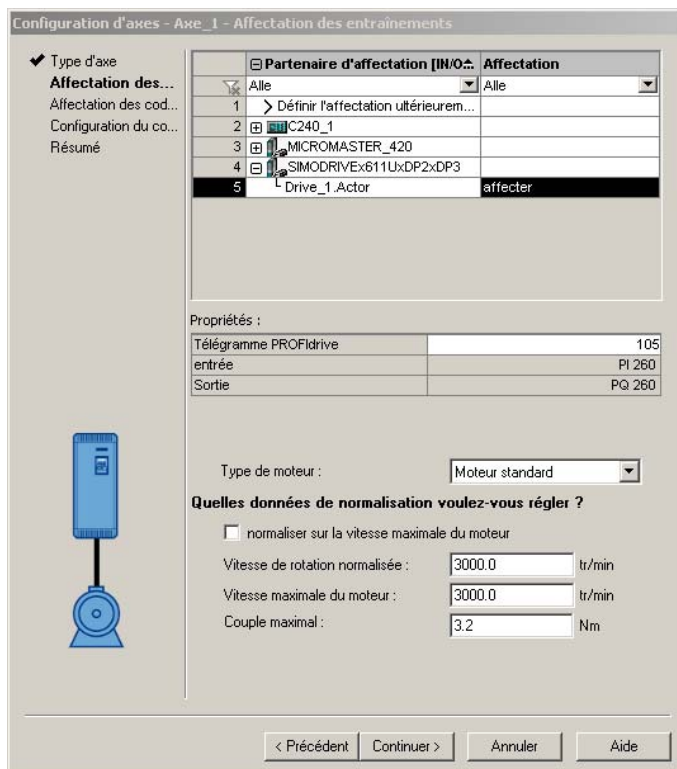 Configuration d'axes - Axe_1 - Affectation des entraînements
Type d'axe
Affectation des...
Affectation des cod...
Configuration du co...
Résumé
Partenaire d'affectation [IN/O... Affectation
Alle Alle
1 Définir l'affectation ultérieurem...
2 C240_1
3 MICROMASTER_420
4 SIMODRIVEx611UxDP2xDP3
5 Drive_1.Actor affecter
Propriétés :
Télégramme PROFIdrive 105
entrée PI 260
Sortie PQ 260
Type de moteur : Moteur standard
Quelles données de normalisation voulez-vous régler ?
normaliser sur la vitesse maximale du moteur
Vitesse de rotation normalisée : 3000.0 tr/min
Vitesse maximale du moteur : 3000.0 tr/min
Couple maximal : 3.2 Nm
< Précédent Continuer > Annuler Aide